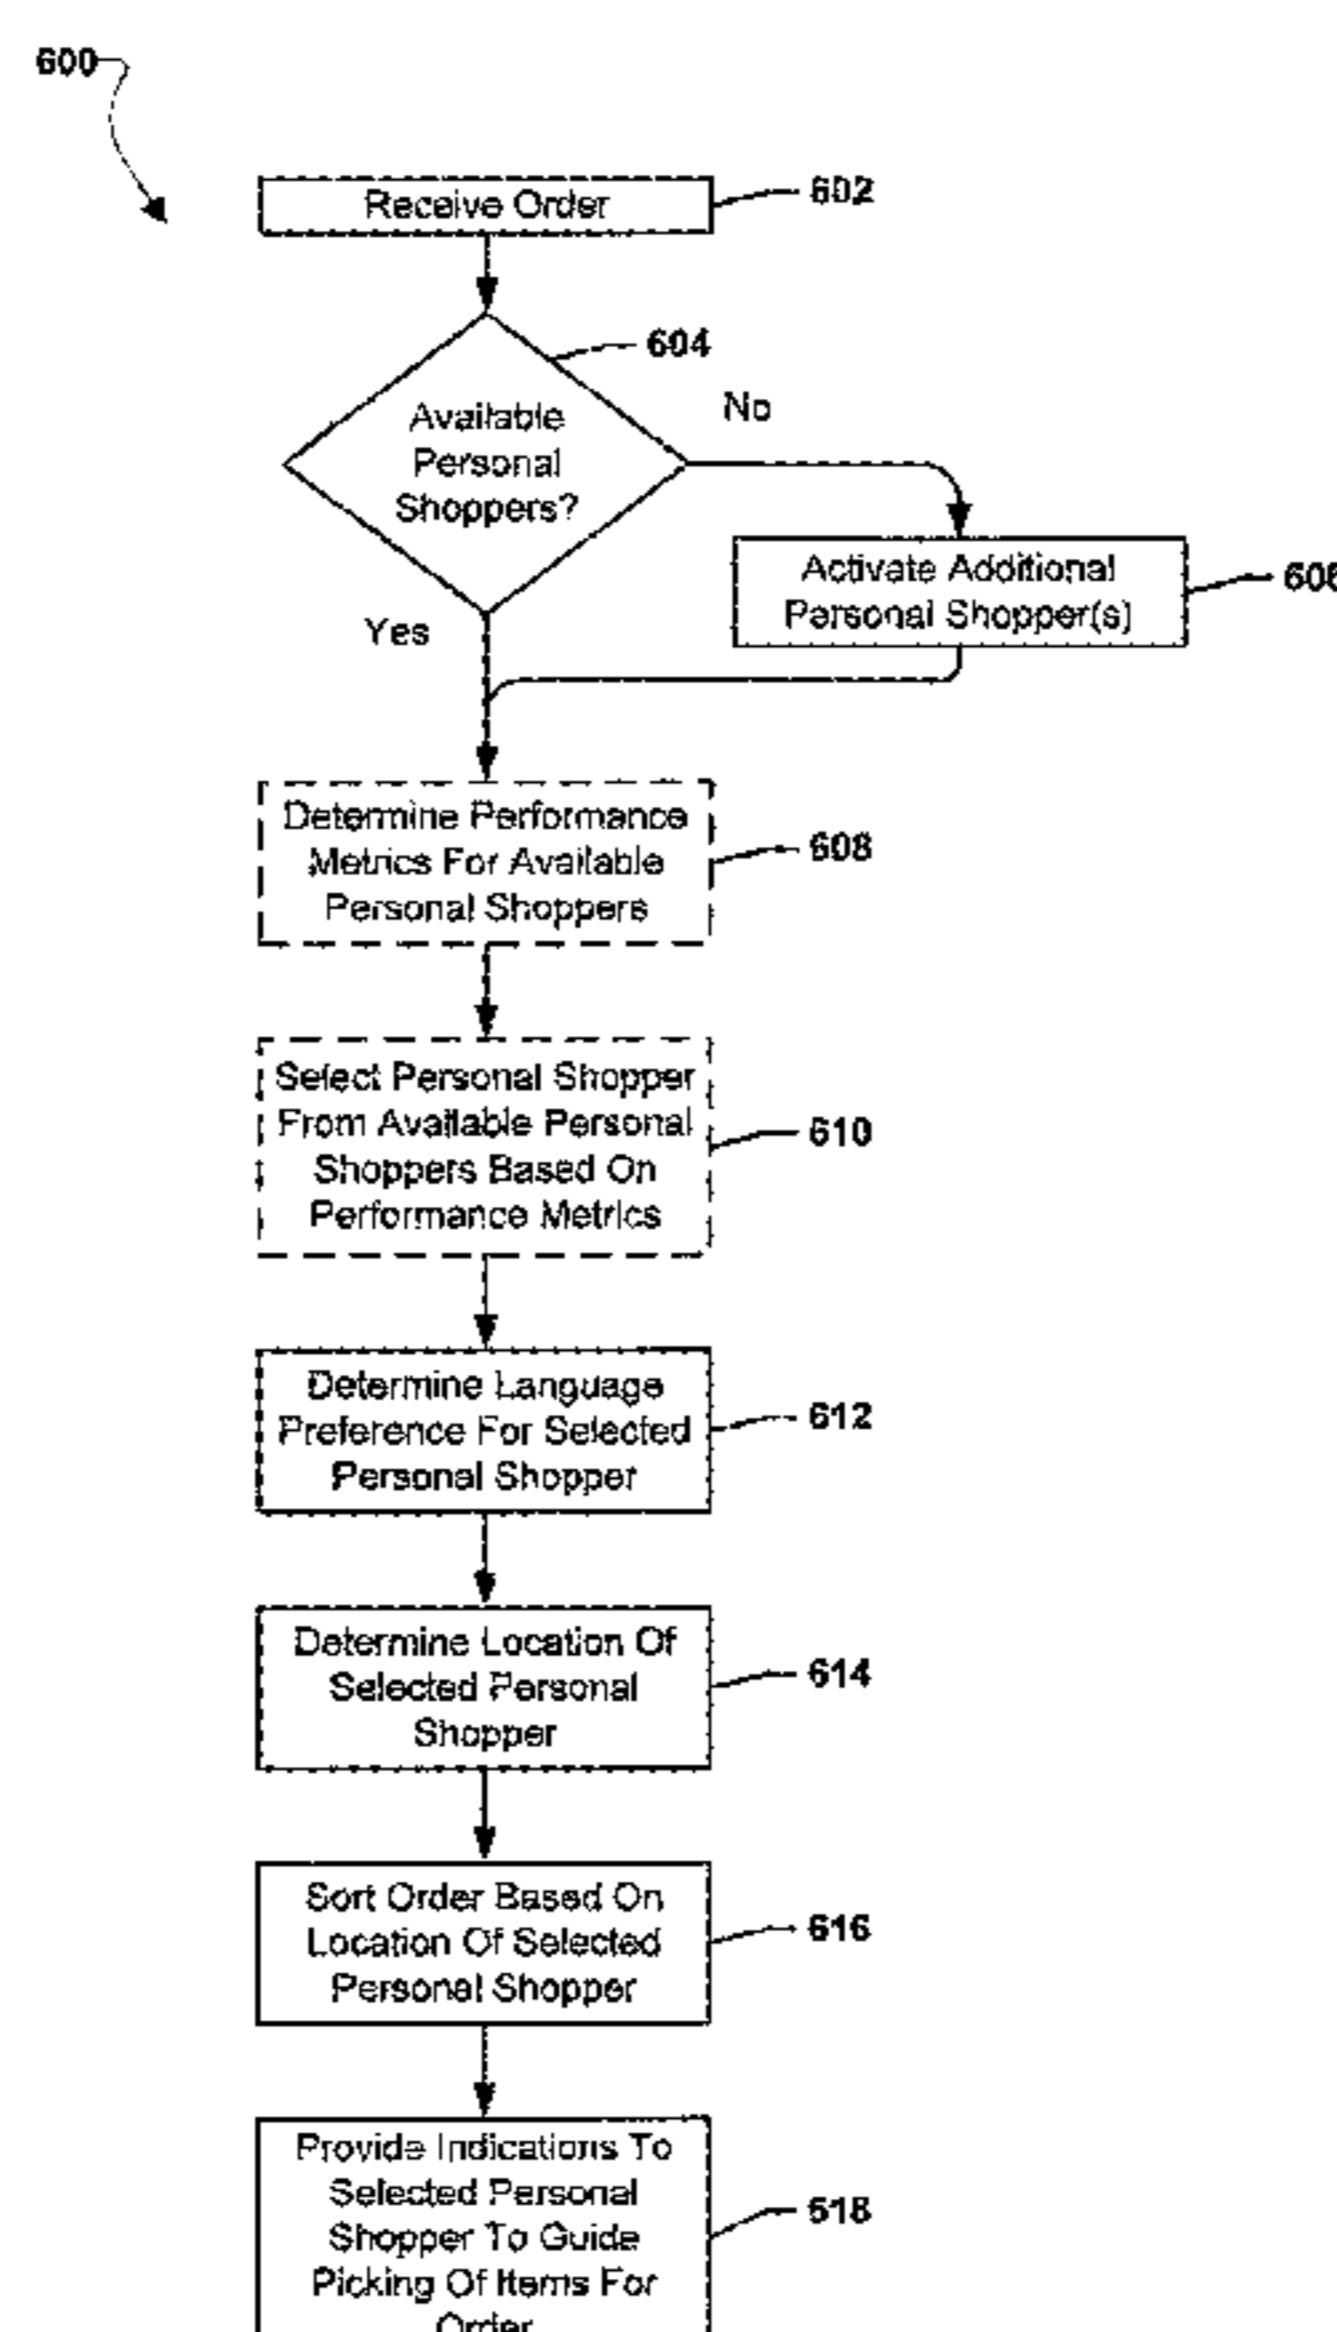 600
Receive Order
602
604
Available
Personal
Shoppers?
No
Activate Additional
Personal Shopper(s)
606
Yes
Determine Performance
Metrics For Available
Personal Shoppers
608
Select Personal Shopper
From Available Personal
Shoppers Based On
Performance Metrics
610
Determine Language
Preference For Selected
Personal Shopper
612
Determine Location Of
Selected Personal
Shopper
614
Sort Order Based On
Location Of Selected
Personal Shopper
616
Provide Indications To
Selected Personal
Shopper To Guide
Picking Of Items For
Order
618